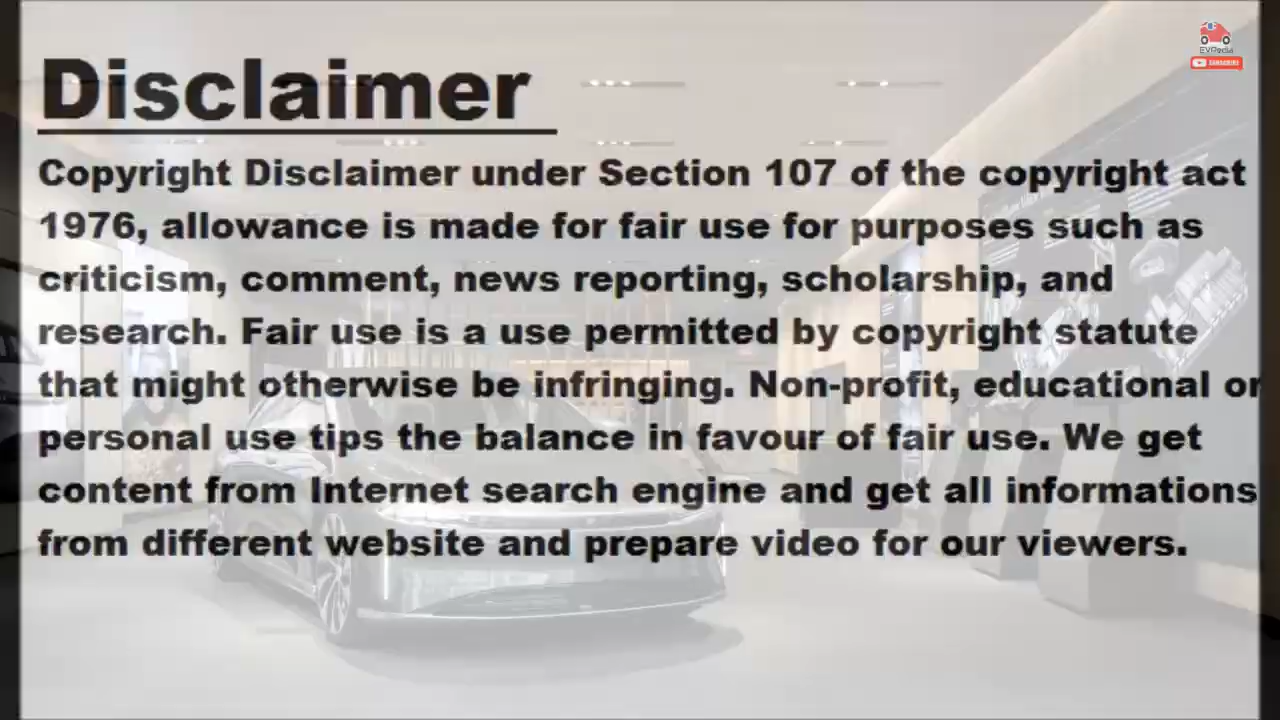 EVPedia
SUBSCRIBE
Disclaimer
Copyright Disclaimer under Section 107 of the copyright act
1976, allowance is made for fair use for purposes such as
criticism, comment, news reporting, scholarship, and
research. Fair use is a use permitted by copyright statute
that might otherwise be infringing. Non-profit, educational or
personal use tips the balance in favour of fair use. We get
content from Internet search engine and get all informations
from different website and prepare video for our viewers.